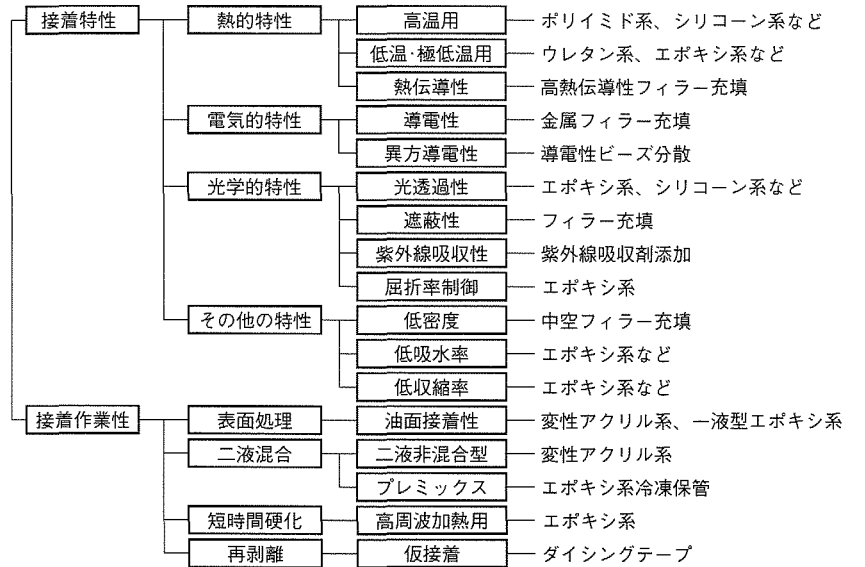 接着特性 熱的特性 高温用 ポリイミド系、シリコーン系など
低温·極低温用 ウレタン系、エポキシ系など
熱伝導性 高熱伝導性フィラー充填
電気的特性 導電性 金属フィラー充填
異方導電性 導電性ビーズ分散
光学的特性 光透過性 エポキシ系、シリコーン系など
遮蔽性 フィラー充填
紫外線吸収性 紫外線吸収剤添加
屈折率制御 エポキシ系
その他の特性 低密度 中空フィラー充填
低吸水率 エポキシ系など
低収縮率 エポキシ系など
接着作業性 表面処理 油面接着性 変性アクリル系、一液型エポキシ系
二液混合 二液非混合型 変性アクリル系
プレミックス エポキシ系冷凍保管
短時間硬化 高周波加熱用 エポキシ系
再剥離 仮接着 ダイシングテープ